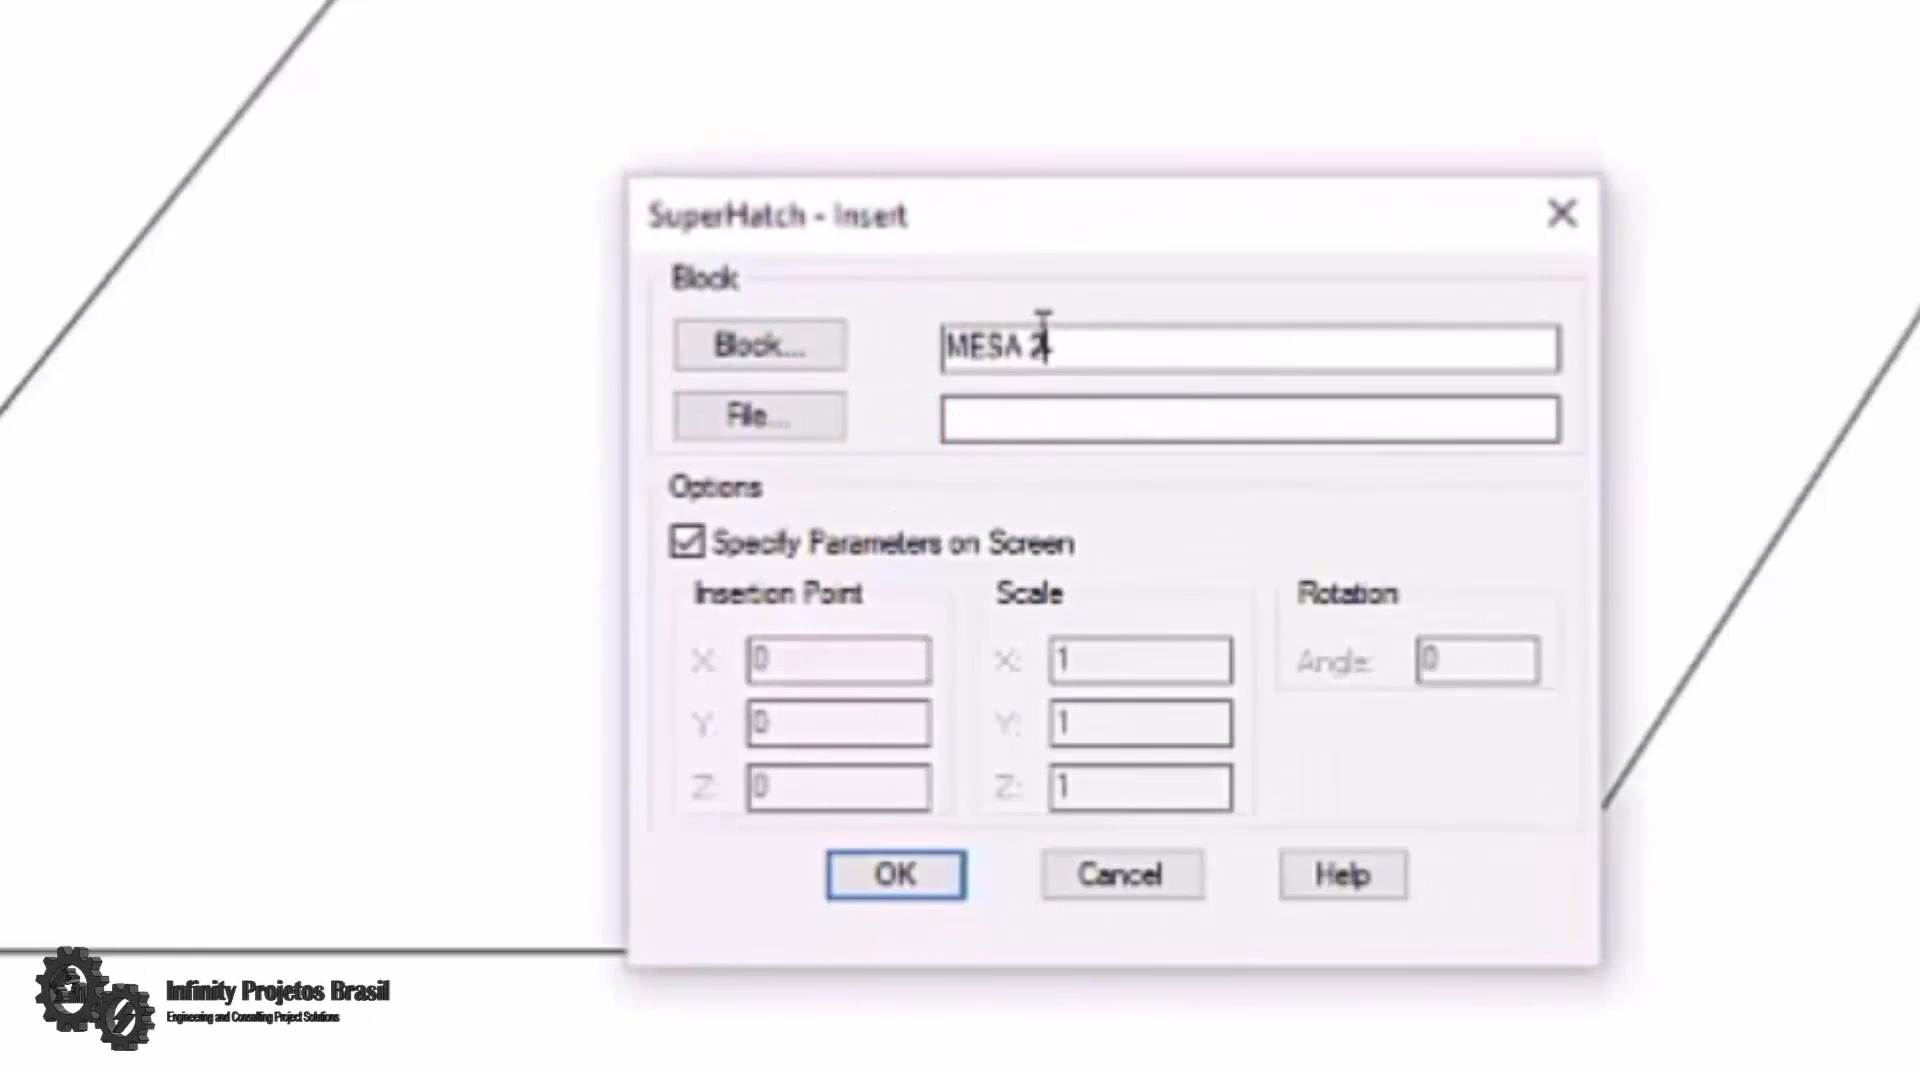 SuperHatch - Insert
Block
Block... MESA 2
File...
Options
Specify Parameters on Screen
Insertion Point Scale Rotation
X: 0 X: 1 Angle: 0
Y: 0 Y: 1
Z: 0 Z: 1
OK Cancel Help
Infinity Projetos Brasil
Engineering and Consulting Project Solutions